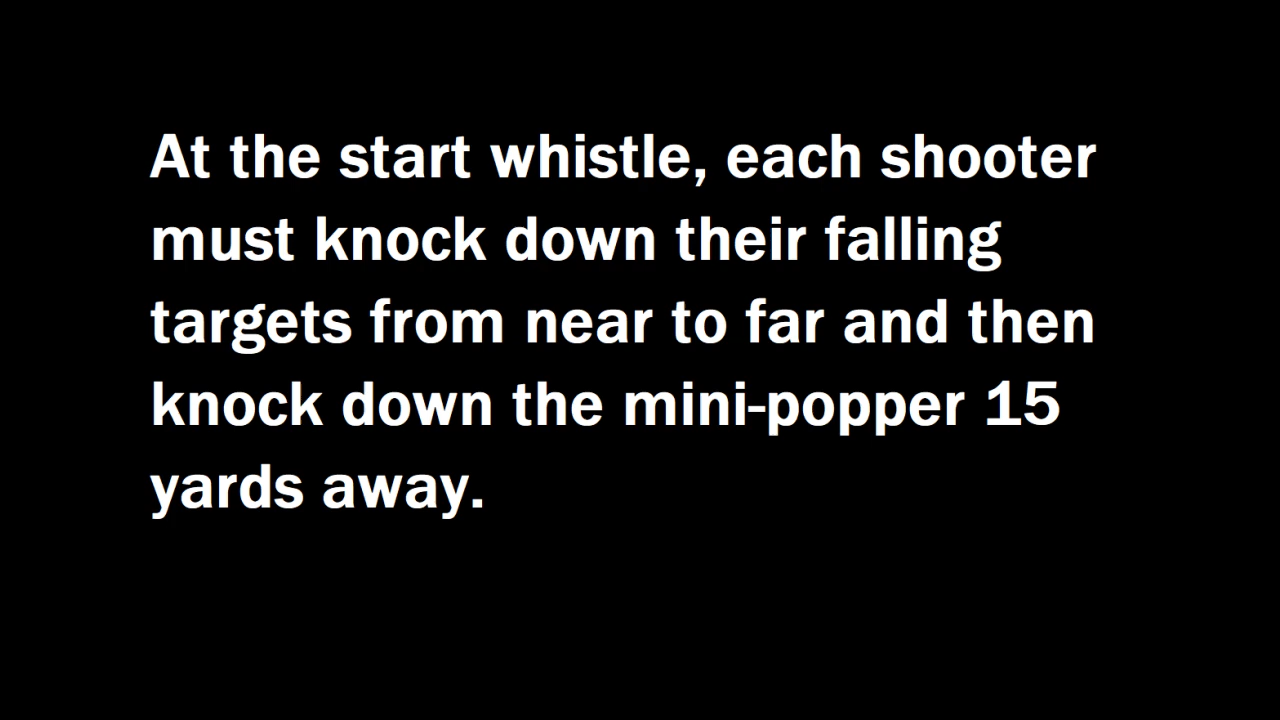 At the start whistle, each shooter
must knock down their falling
targets from near to far and then
knock down the mini-popper 15
yards away.